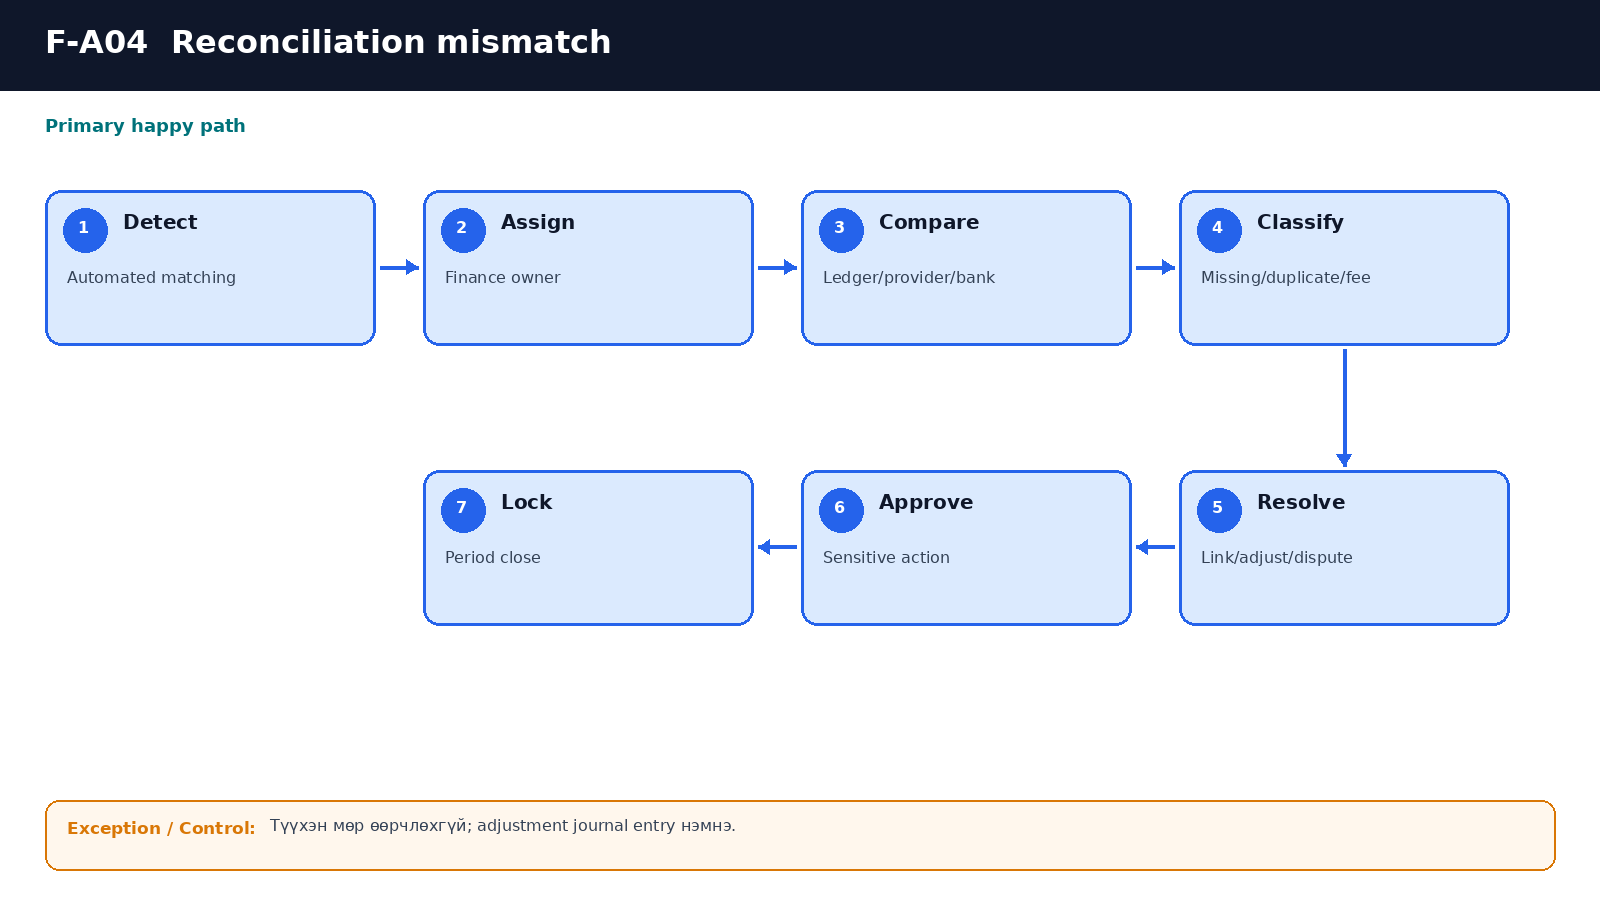 F-A04  Reconciliation mismatch
Primary happy path
1 Detect
Automated matching
2 Assign
Finance owner
3 Compare
Ledger/provider/bank
4 Classify
Missing/duplicate/fee
5 Resolve
Link/adjust/dispute
6 Approve
Sensitive action
7 Lock
Period close
Exception / Control: Түүхэн мөр өөрчлөхгүй; adjustment journal entry нэмнэ.